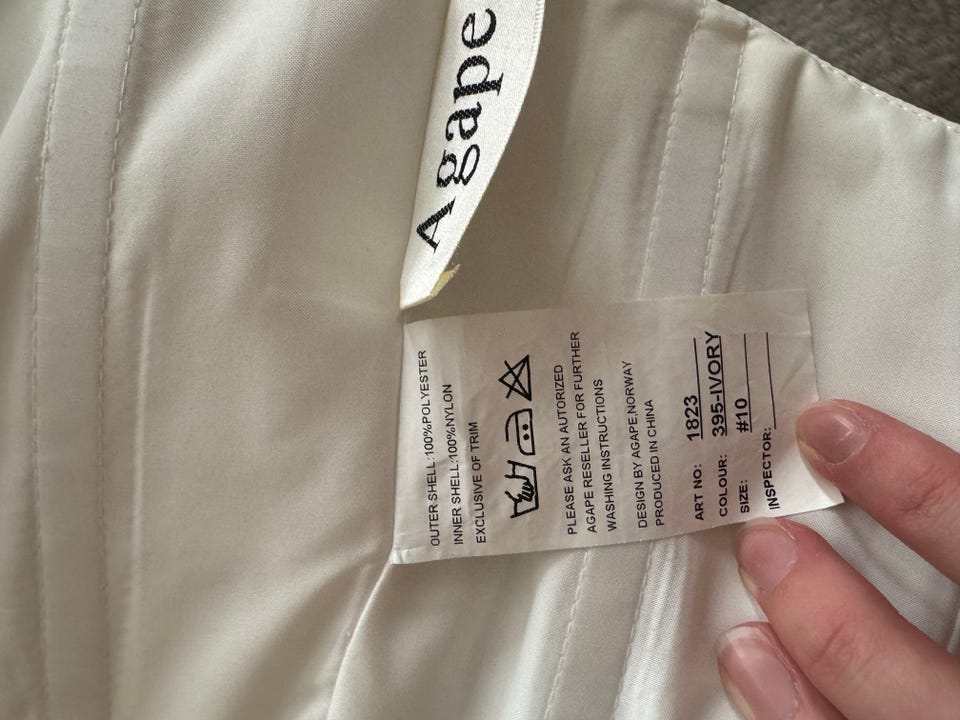 Agape
OUTER SHELL:100%POLYESTER
INNER SHELL:100%NYLON
EXCLUSIVE OF TRIM
PLEASE ASK AN AUTORIZED
AGAPE RESELLER FOR FURTHER
WASHING INSTRUCTIONS
DESIGN BY AGAPE,NORWAY
PRODUCED IN CHINA
ART NO: 1823
COLOUR: 395-IVORY
SIZE: #10
INSPECTOR: